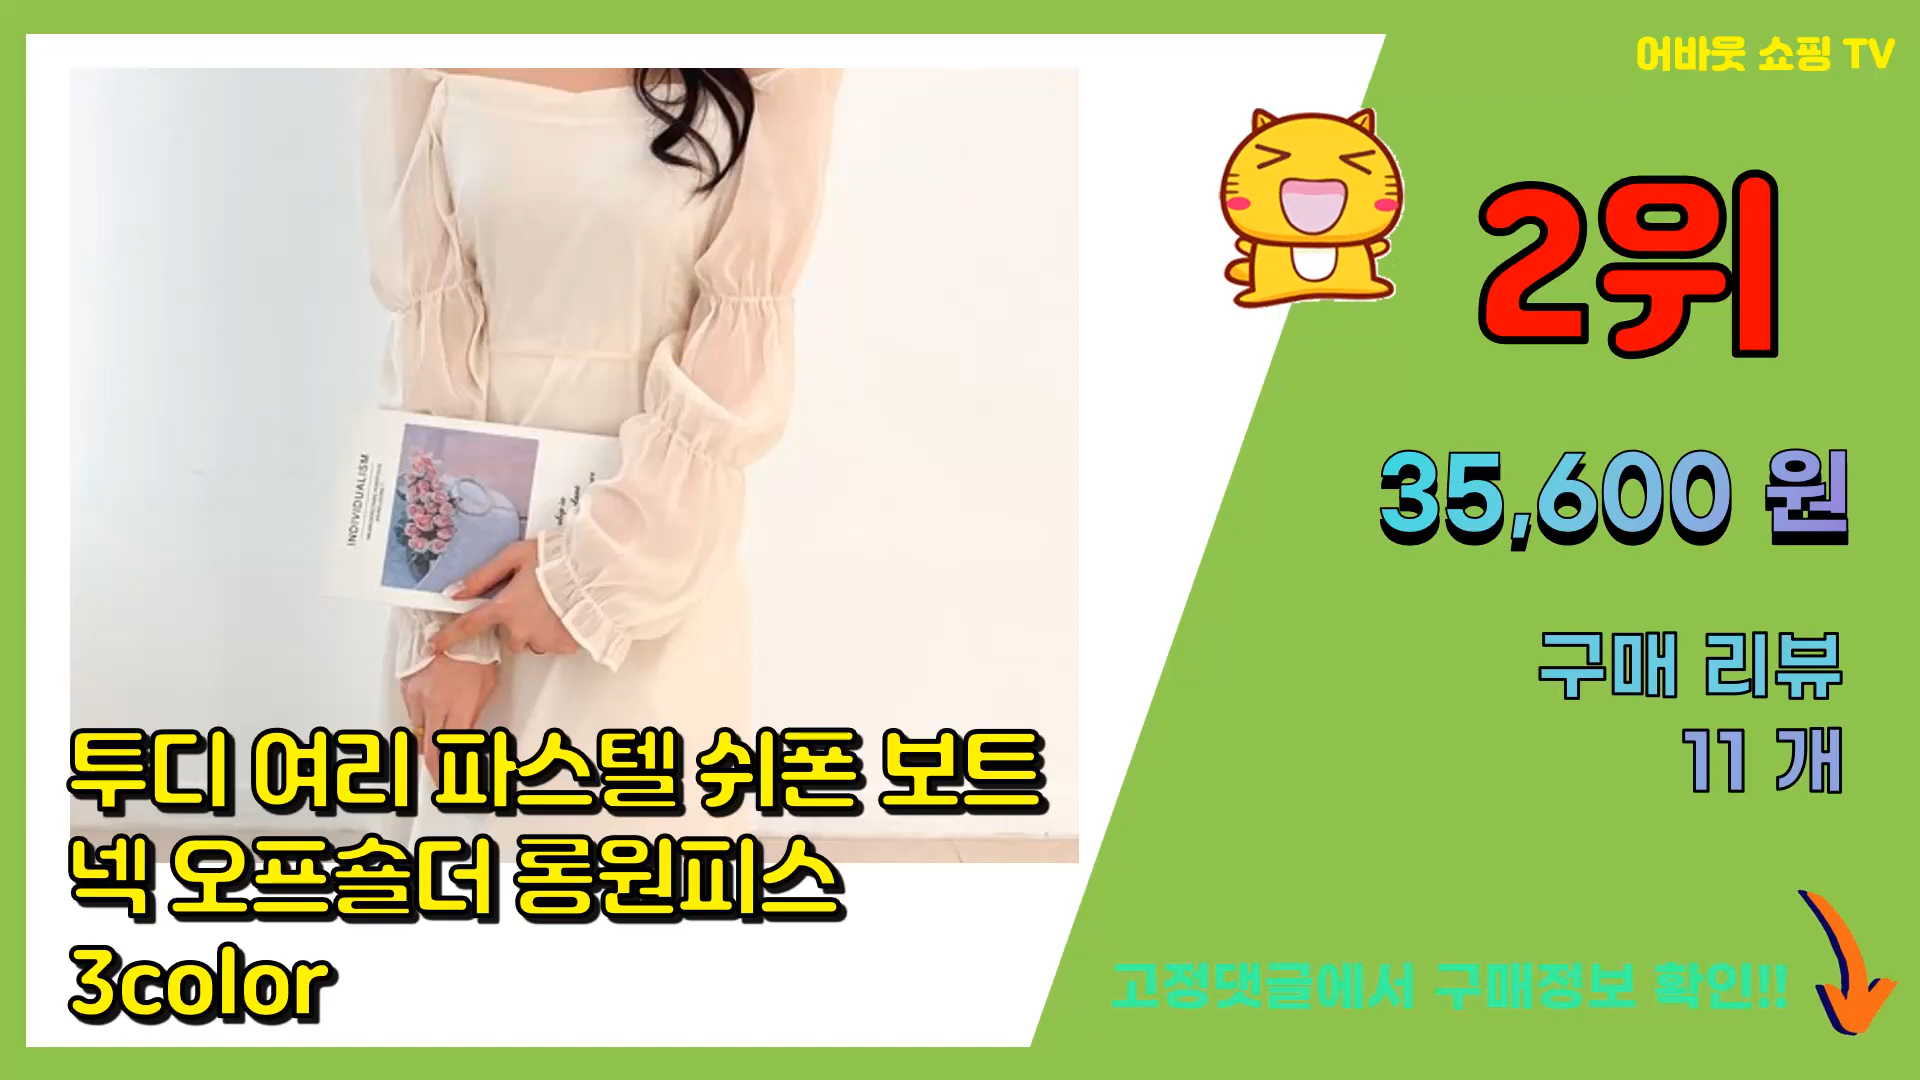 어바웃 쇼핑 TV
2위
35,600 원
구매 리뷰
11 개
INDIVIDUALISM
투디 여리 파스텔 쉬폰 보트
넥 오프숄더 롱원피스
3color
고정댓글에서 구매정보 확인!!